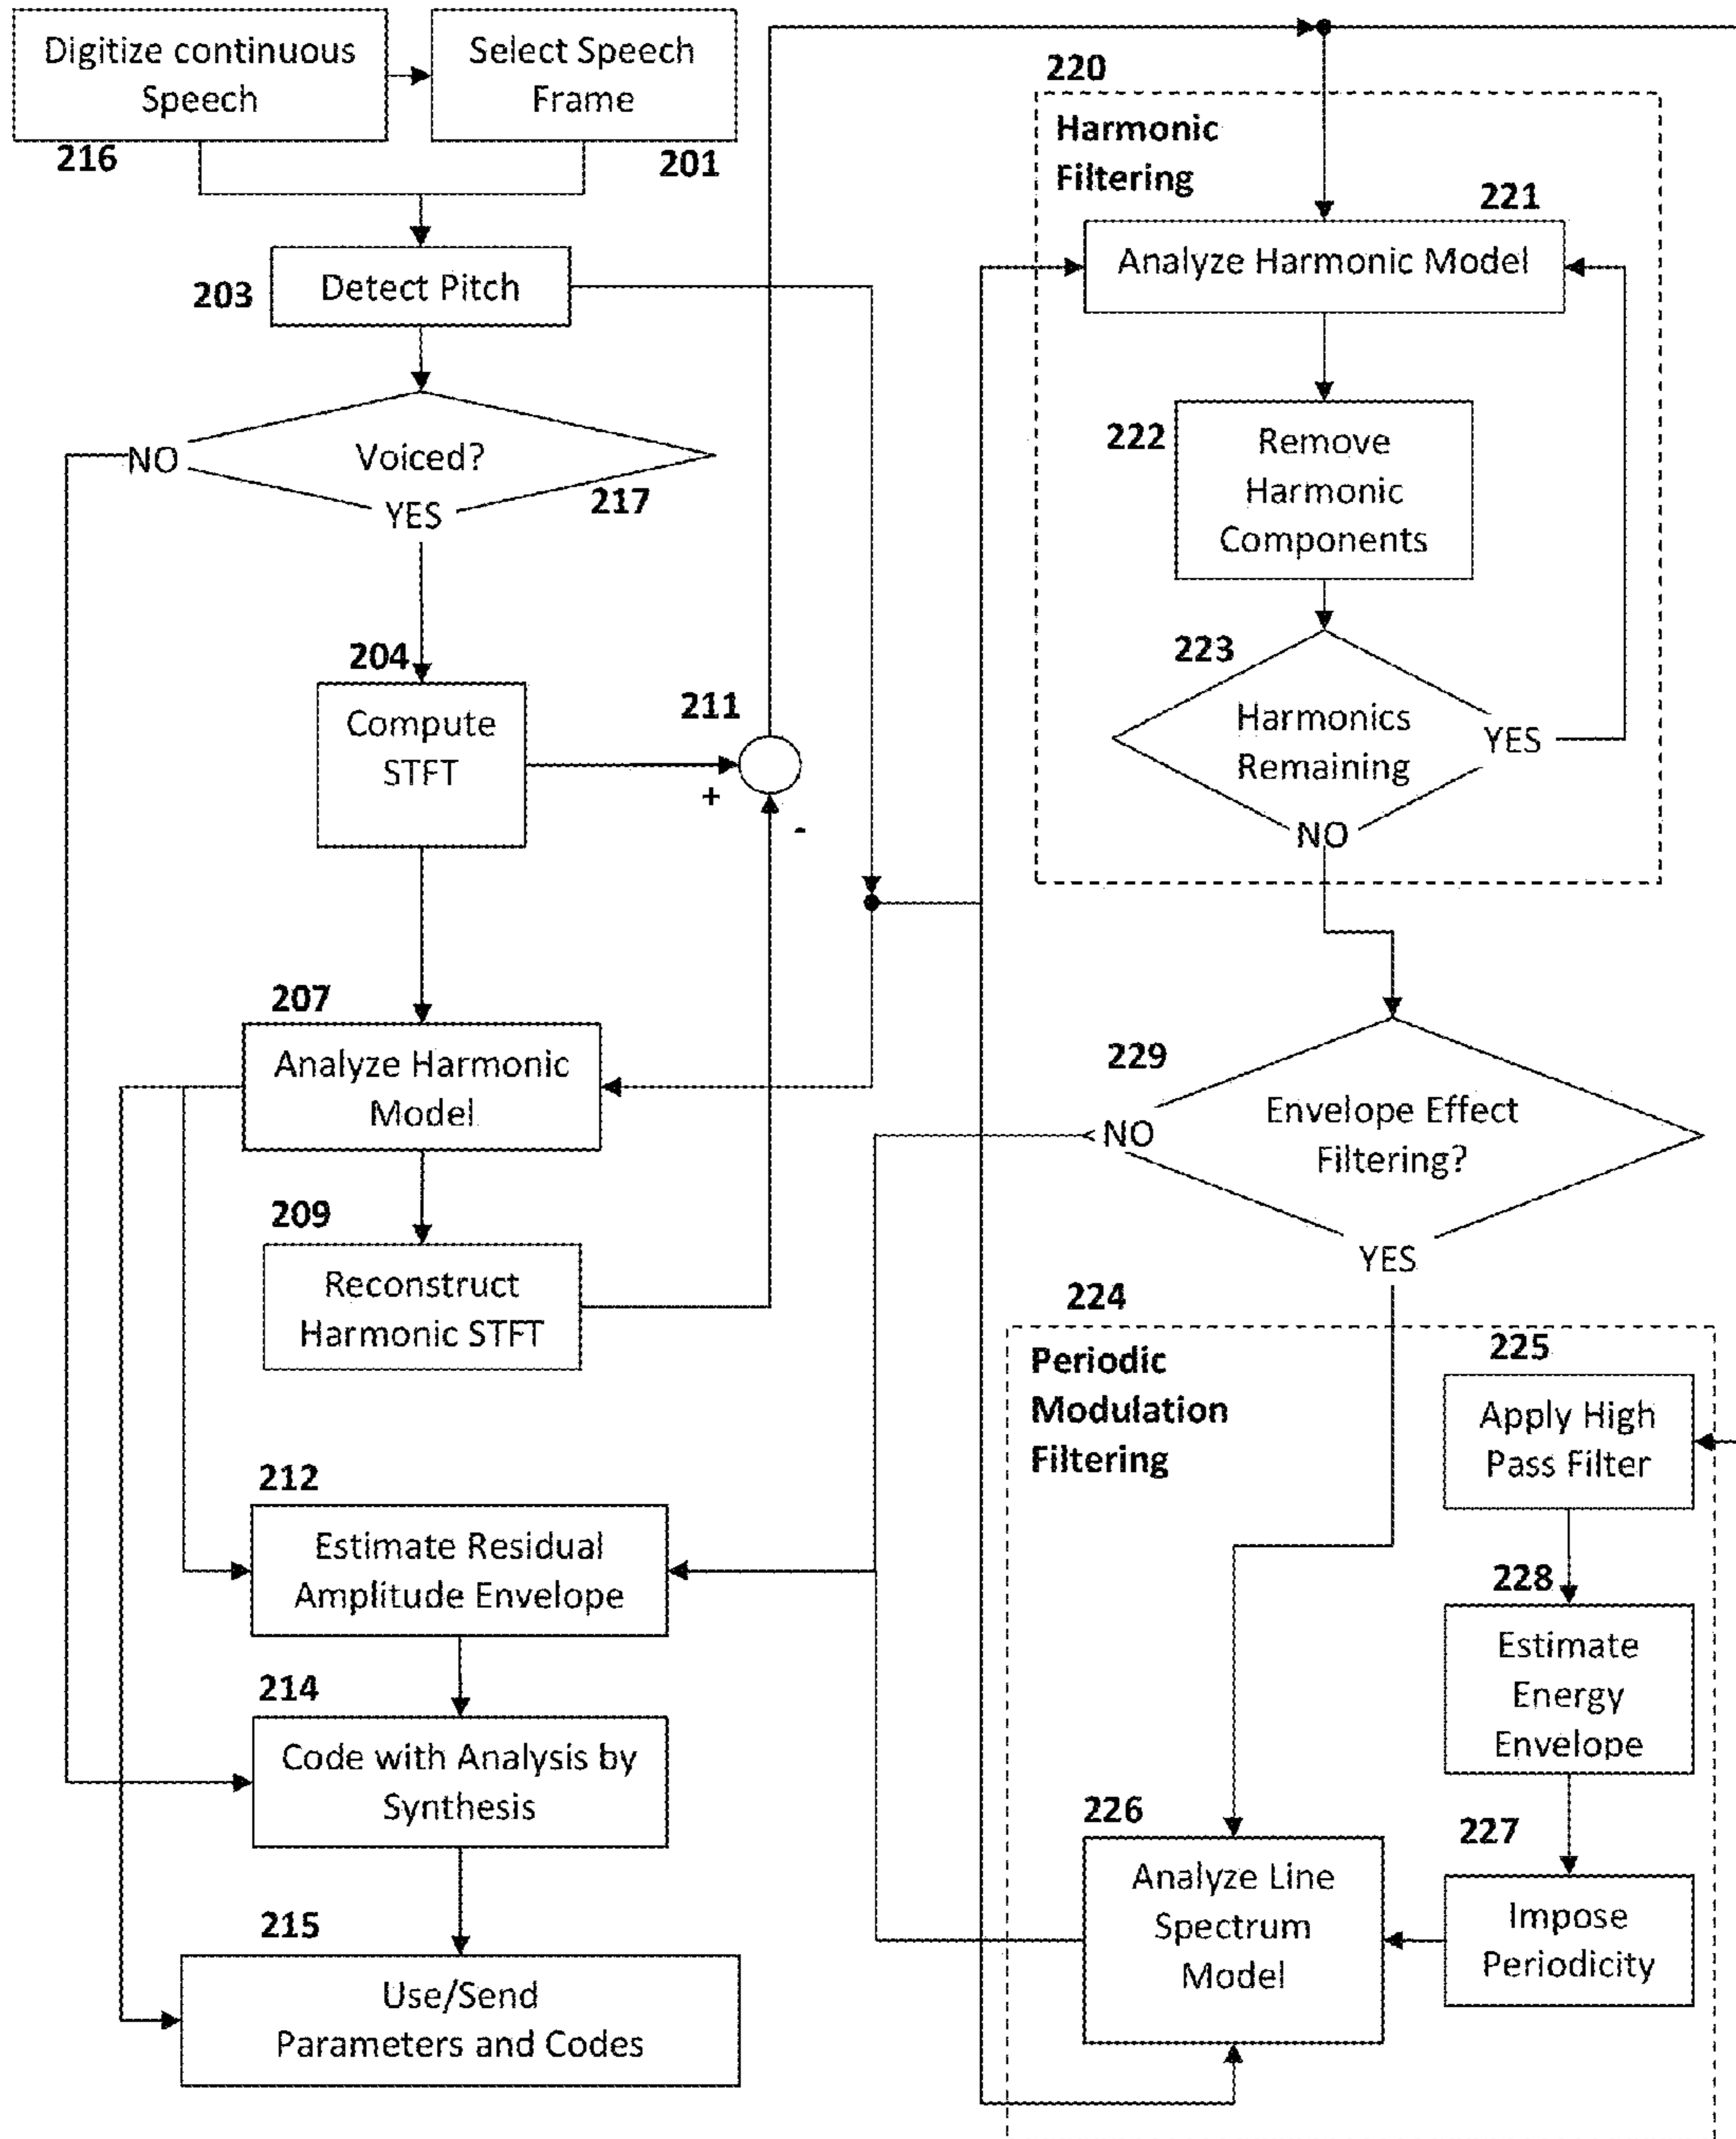 Digitize continuous
Speech
216
Select Speech
Frame
201
203
Detect Pitch
Voiced?
NO
YES
217
204
Compute
STFT
211
+
-
207
Analyze Harmonic
Model
209
Reconstruct
Harmonic STFT
212
Estimate Residual
Amplitude Envelope
214
Code with Analysis by
Synthesis
215
Use/Send
Parameters and Codes
220
Harmonic
Filtering
221
Analyze Harmonic Model
222
Remove
Harmonic
Components
223
Harmonics
Remaining
YES
NO
229
Envelope Effect
Filtering?
NO
YES
224
Periodic
Modulation
Filtering
225
Apply High
Pass Filter
228
Estimate
Energy
Envelope
226
Analyze Line
Spectrum
Model
227
Impose
Periodicity